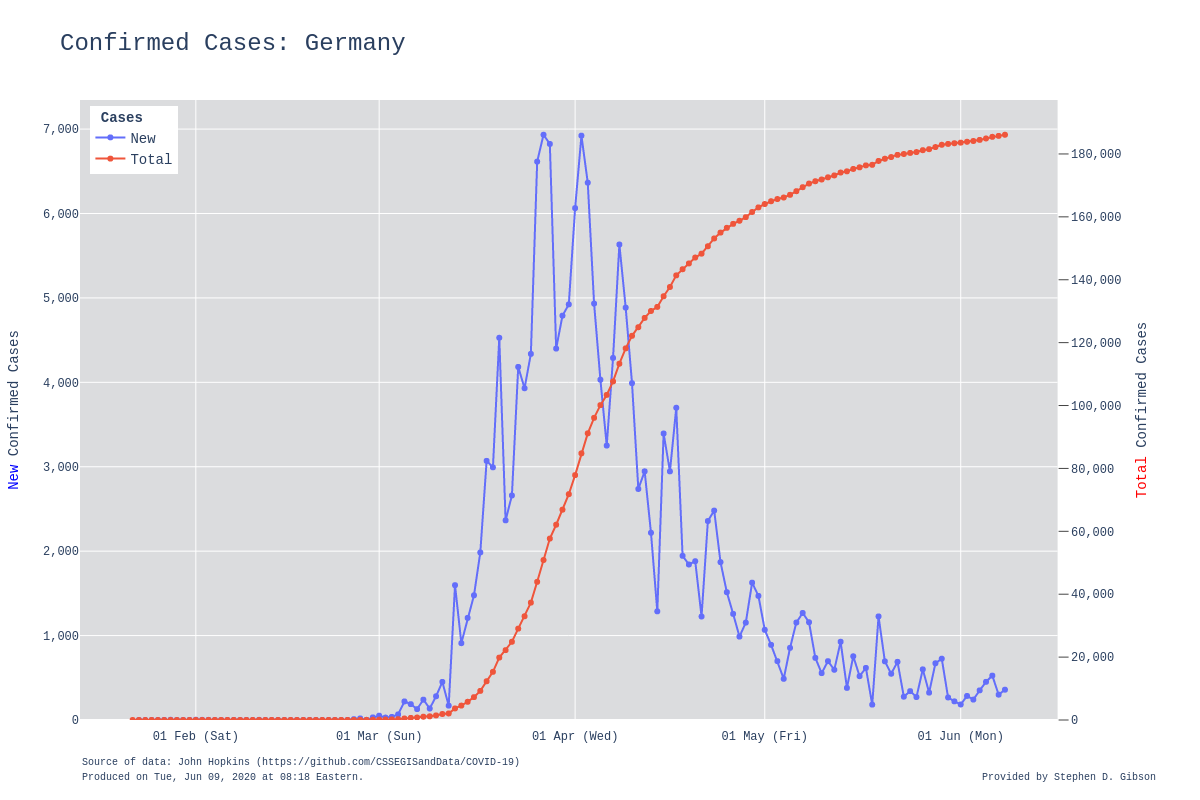 Confirmed Cases: Germany
Cases
New
Total
7,000
6,000
5,000
4,000
3,000
2,000
1,000
0
New Confirmed Cases
180,000
160,000
140,000
120,000
100,000
80,000
60,000
40,000
20,000
0
Total Confirmed Cases
01 Feb (Sat) 01 Mar (Sun) 01 Apr (Wed) 01 May (Fri) 01 Jun (Mon)
Source of data: John Hopkins (https://github.com/CSSEGISandData/COVID-19)
Produced on Tue, Jun 09, 2020 at 08:18 Eastern.
Provided by Stephen D. Gibson